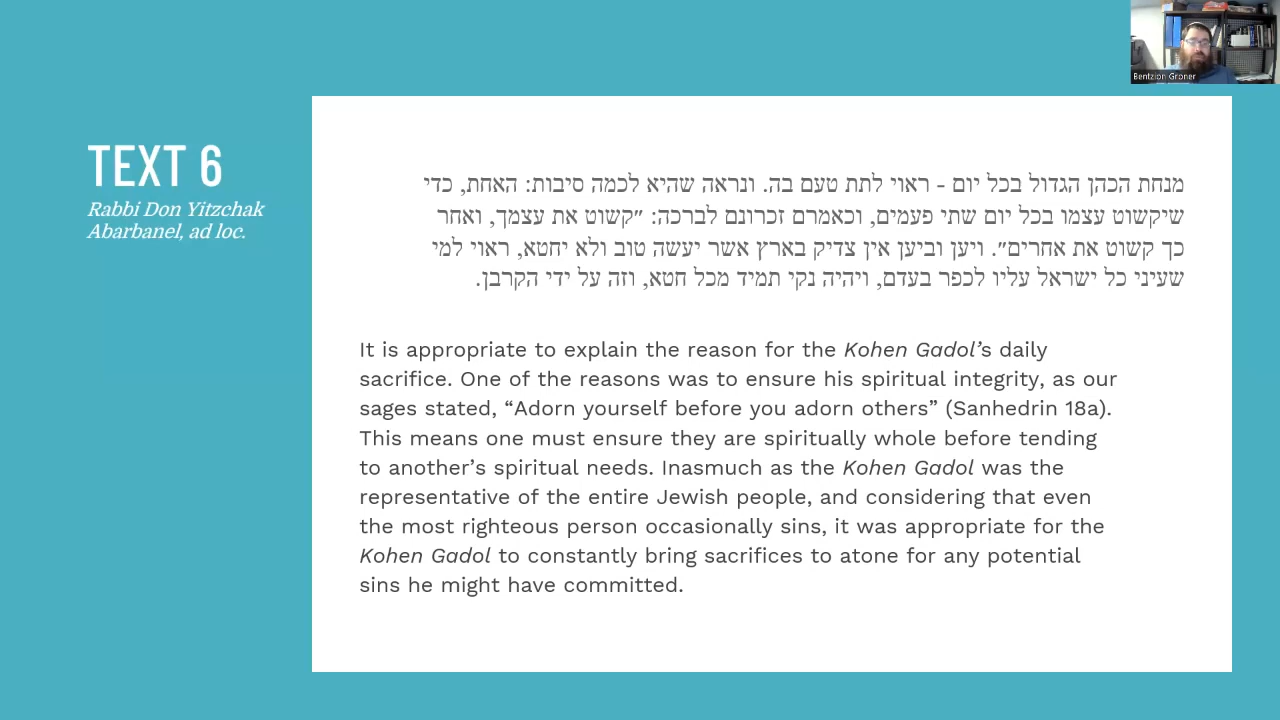 Bentzion Groner
TEXT 6
Rabbi Don Yitzchak
Abarbanel, ad loc.
מנחת הכהן הגדול בכל יום - ראוי לתת טעם בה. ונראה שהיא לכמה סיבות: האחת, כדי
שיקשוט עצמו בכל יום שתי פעמים, וכאמרם זכרונם לברכה: "קשוט את עצמך, ואחר
כך קשוט את אחרים". ויען וביען אין צדיק בארץ אשר יעשה טוב ולא יחטא, ראוי למי
שעיני כל ישראל עליו לכפר בעדם, ויהיה נקי תמיד מכל חטא, וזה על ידי הקרבן.
It is appropriate to explain the reason for the Kohen Gadol’s daily
sacrifice. One of the reasons was to ensure his spiritual integrity, as our
sages stated, “Adorn yourself before you adorn others” (Sanhedrin 18a).
This means one must ensure they are spiritually whole before tending
to another’s spiritual needs. Inasmuch as the Kohen Gadol was the
representative of the entire Jewish people, and considering that even
the most righteous person occasionally sins, it was appropriate for the
Kohen Gadol to constantly bring sacrifices to atone for any potential
sins he might have committed.